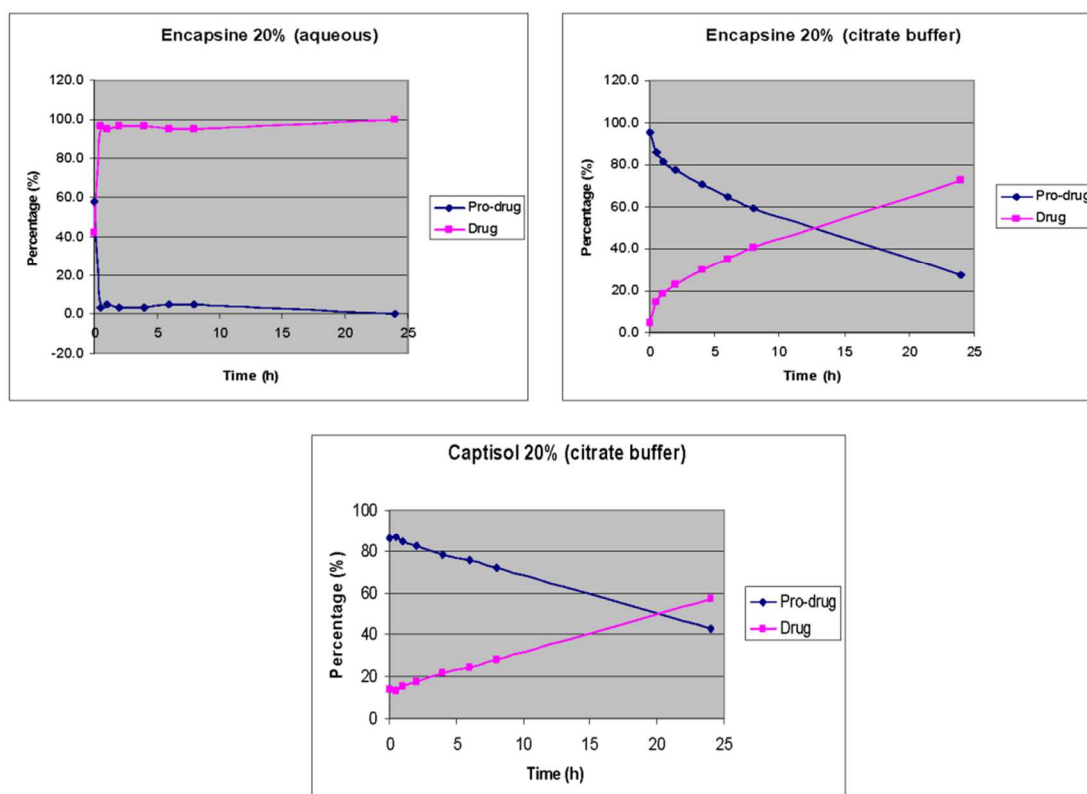 Encapsine 20% (aqueous)
120.0
100.0
80.0
60.0
40.0
20.0
0.0
-20.0
0 5 10 15 20 25
Percentage (%)
Time (h)
Pro-drug
Drug
Encapsine 20% (citrate buffer)
120.0
100.0
80.0
60.0
40.0
20.0
0.0
0 5 10 15 20 25
Percentage (%)
Time (h)
Pro-drug
Drug
Captisol 20% (citrate buffer)
100
80
60
40
20
0
0 5 10 15 20 25
Percentage (%)
Time (h)
Pro-drug
Drug